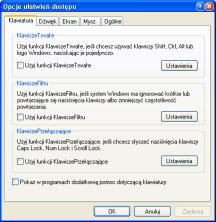 Opcje ułatwień dostępu
Klawiatura Dźwięk Ekran Mysz Ogólne
KlawiszeTrwałe
Użyj funkcji KlawiszeTrwałe, jeśli chcesz używać klawiszy Shift, Ctrl, Alt lub
logo Windows, naciskając je pojedynczo.
Użyj funkcji KlawiszeTrwałe
Ustawienia
KlawiszeFiltru
Użyj funkcji KlawiszeFiltru, jeśli system Windows ma ignorować krótkie lub
powtarzające się naciśnięcia klawiszy albo zmniejszyć częstotliwość
powtarzania.
Użyj funkcji KlawiszeFiltru
Ustawienia
KlawiszePrzełączające
Użyj funkcji KlawiszePrzełączające, jeśli chcesz słyszeć naciśnięcia klawiszy
Caps Lock, Num Lock i Scroll Lock.
Użyj funkcji KlawiszePrzełączające
Ustawienia
Pokaż w programach dodatkową pomoc dotyczącą klawiatury
OK Anuluj Zastosuj